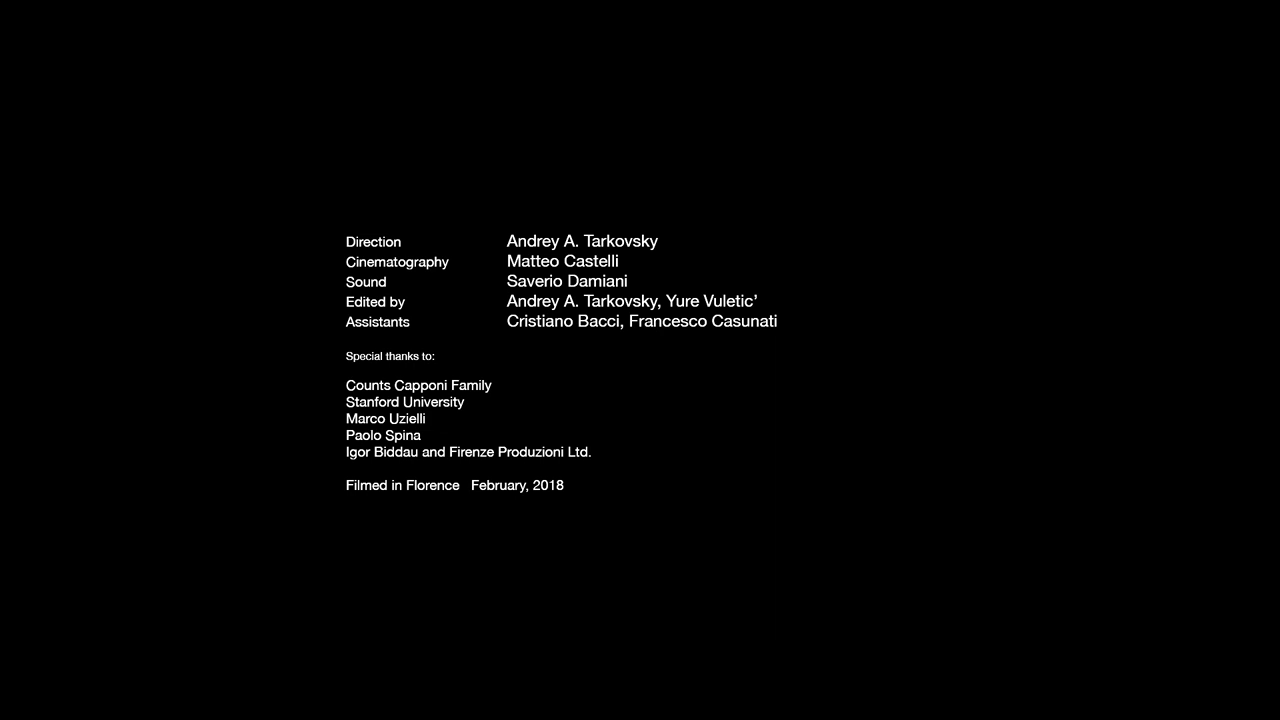 Direction Andrey A. Tarkovsky
Cinematography Matteo Castelli
Sound Saverio Damiani
Edited by Andrey A. Tarkovsky, Yure Vuletic’
Assistants Cristiano Bacci, Francesco Casunati
Special thanks to:
Counts Capponi Family
Stanford University
Marco Uzielli
Paolo Spina
Igor Biddau and Firenze Produzioni Ltd.
Filmed in Florence February, 2018